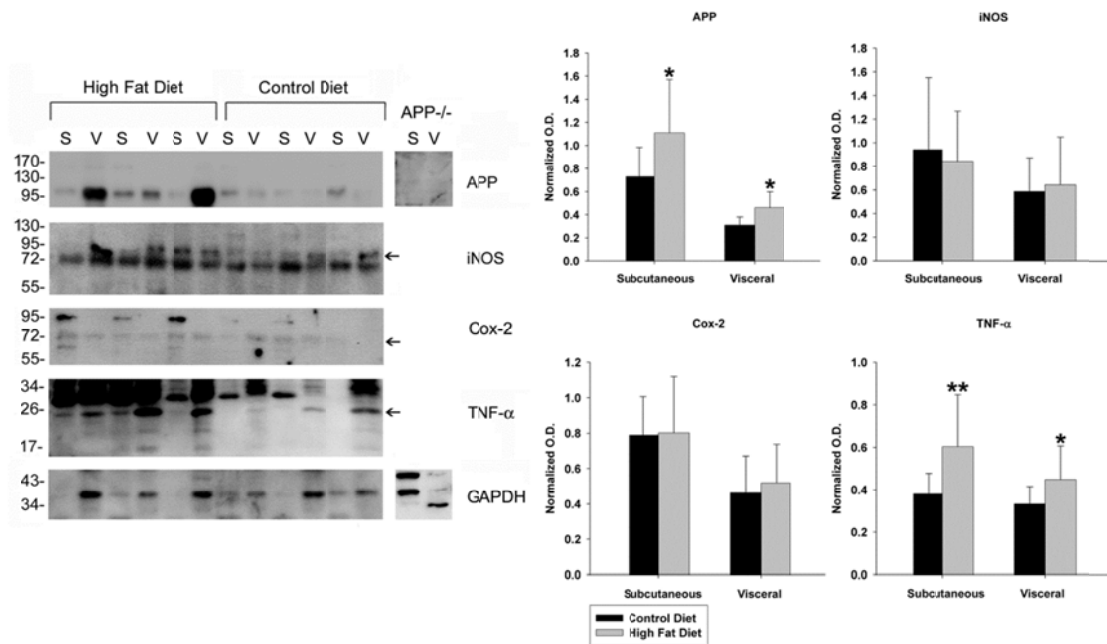 High Fat Diet Control Diet APP-/-
S V S V S V S V S V S V S V
170-
130-
95-
APP
130-
95-
72-
55-
iNOS
95-
72-
55-
Cox-2
34-
26-
17-
TNF-α
43-
34-
GAPDH
APP
Normalized O.D.
1.8
1.6
1.4
1.2
1.0
0.8
0.6
0.4
0.2
0.0
*
*
Subcutaneous Visceral
iNOS
Normalized O.D.
1.8
1.6
1.4
1.2
1.0
0.8
0.6
0.4
0.2
0.0
Subcutaneous Visceral
Cox-2
Normalized O.D.
1.2
1.0
0.8
0.6
0.4
0.2
0.0
Subcutaneous Visceral
TNF-α
Normalized O.D.
1.4
1.2
1.0
0.8
0.6
0.4
0.2
0.0
**
*
Subcutaneous Visceral
Control Diet
High Fat Diet